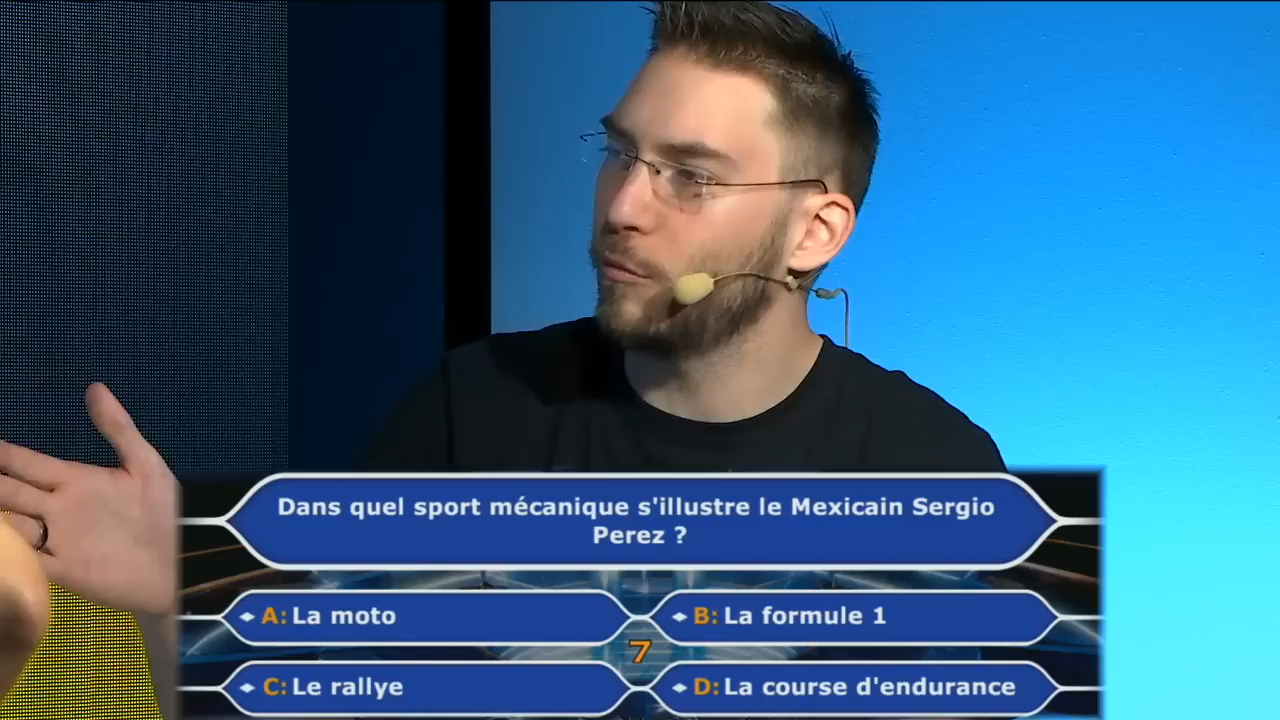 Dans quel sport mécanique s'illustre le Mexicain Sergio
Perez ?
A: La moto
B: La formule 1
7
C: Le rallye
D: La course d'endurance